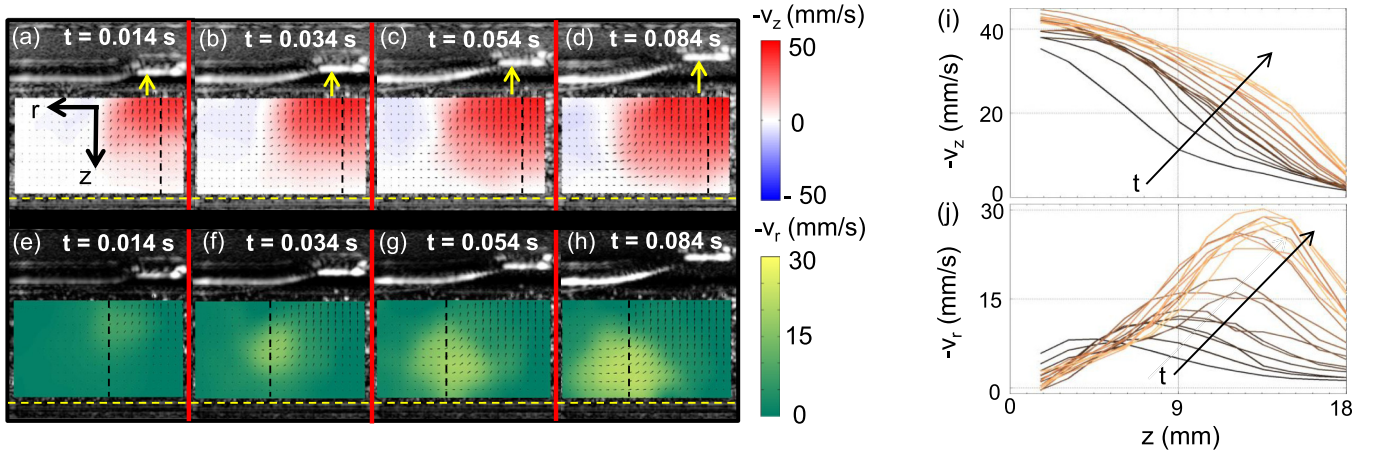 (a) t = 0.014 s
(b) t = 0.034 s
(c) t = 0.054 s
(d) t = 0.084 s
r
z
-v_z (mm/s)
50
0
- 50
(e) t = 0.014 s
(f) t = 0.034 s
(g) t = 0.054 s
(h) t = 0.084 s
-v_r (mm/s)
30
15
0
(i)
-v_z (mm/s)
40
20
0
t
(j)
-v_r (mm/s)
30
15
0
t
0 9 18
z (mm)